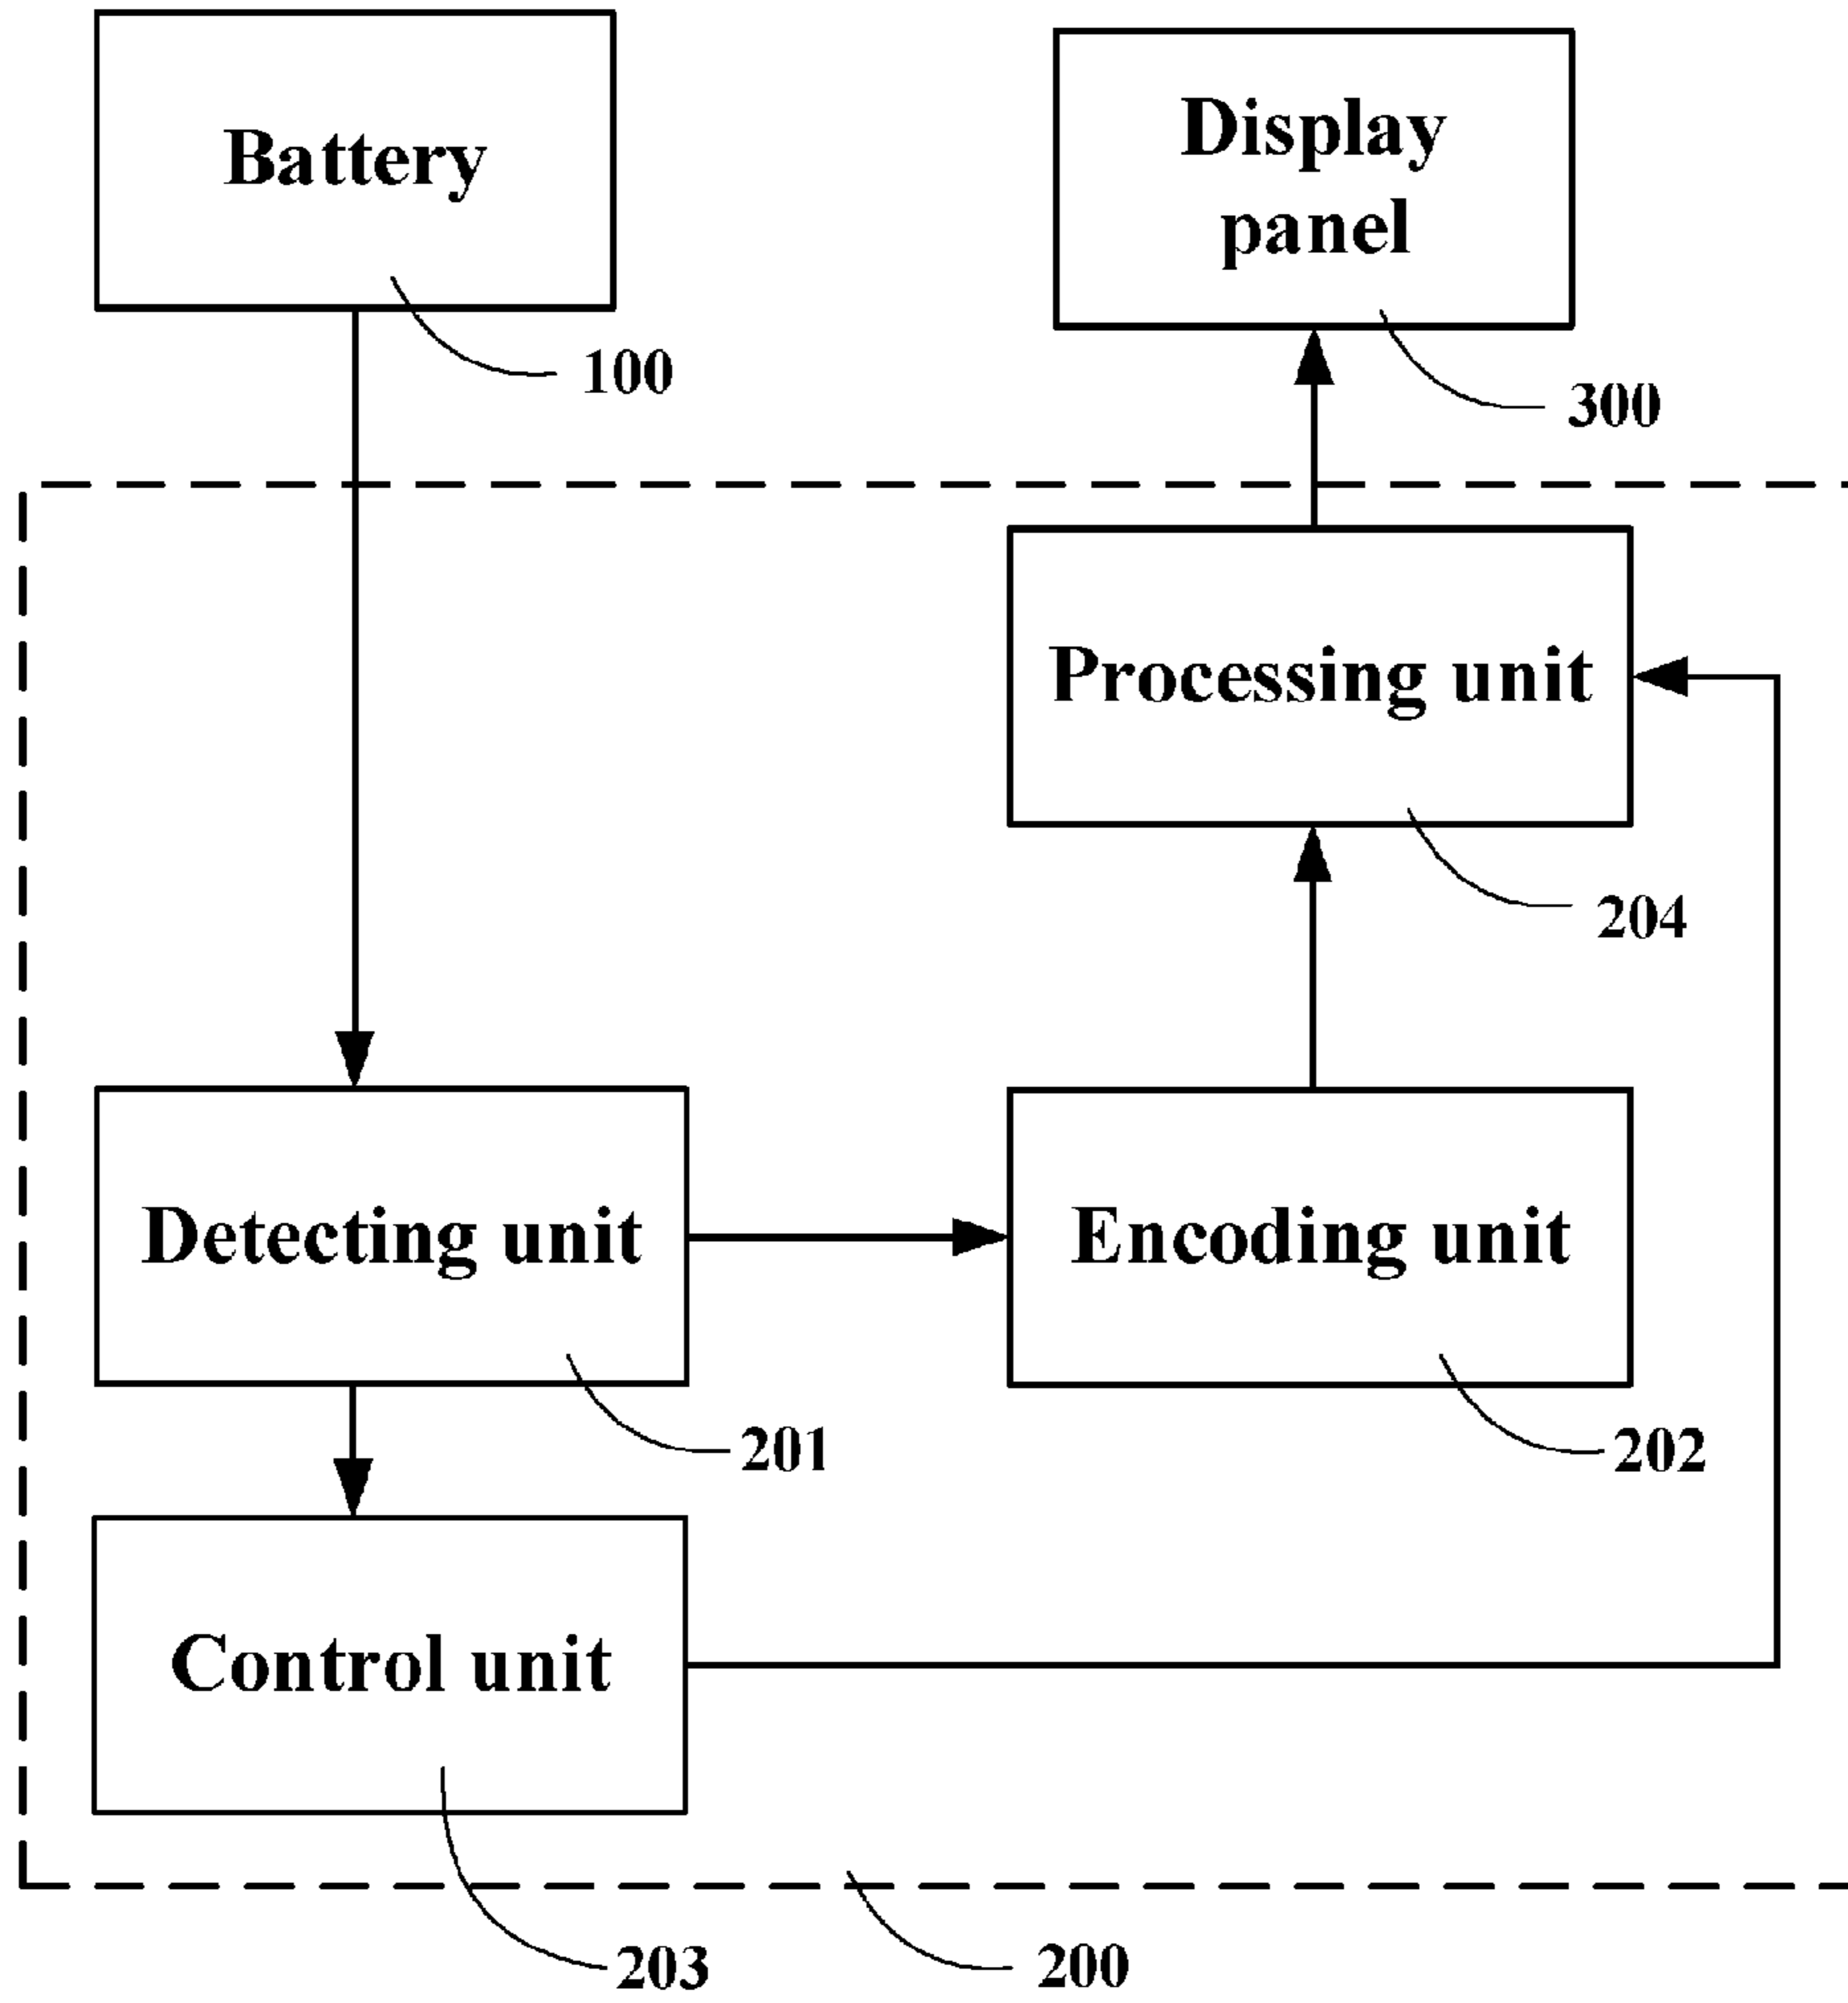 Battery
100
Display
panel
300
Processing unit
204
Detecting unit
201
Encoding unit
202
Control unit
203
200